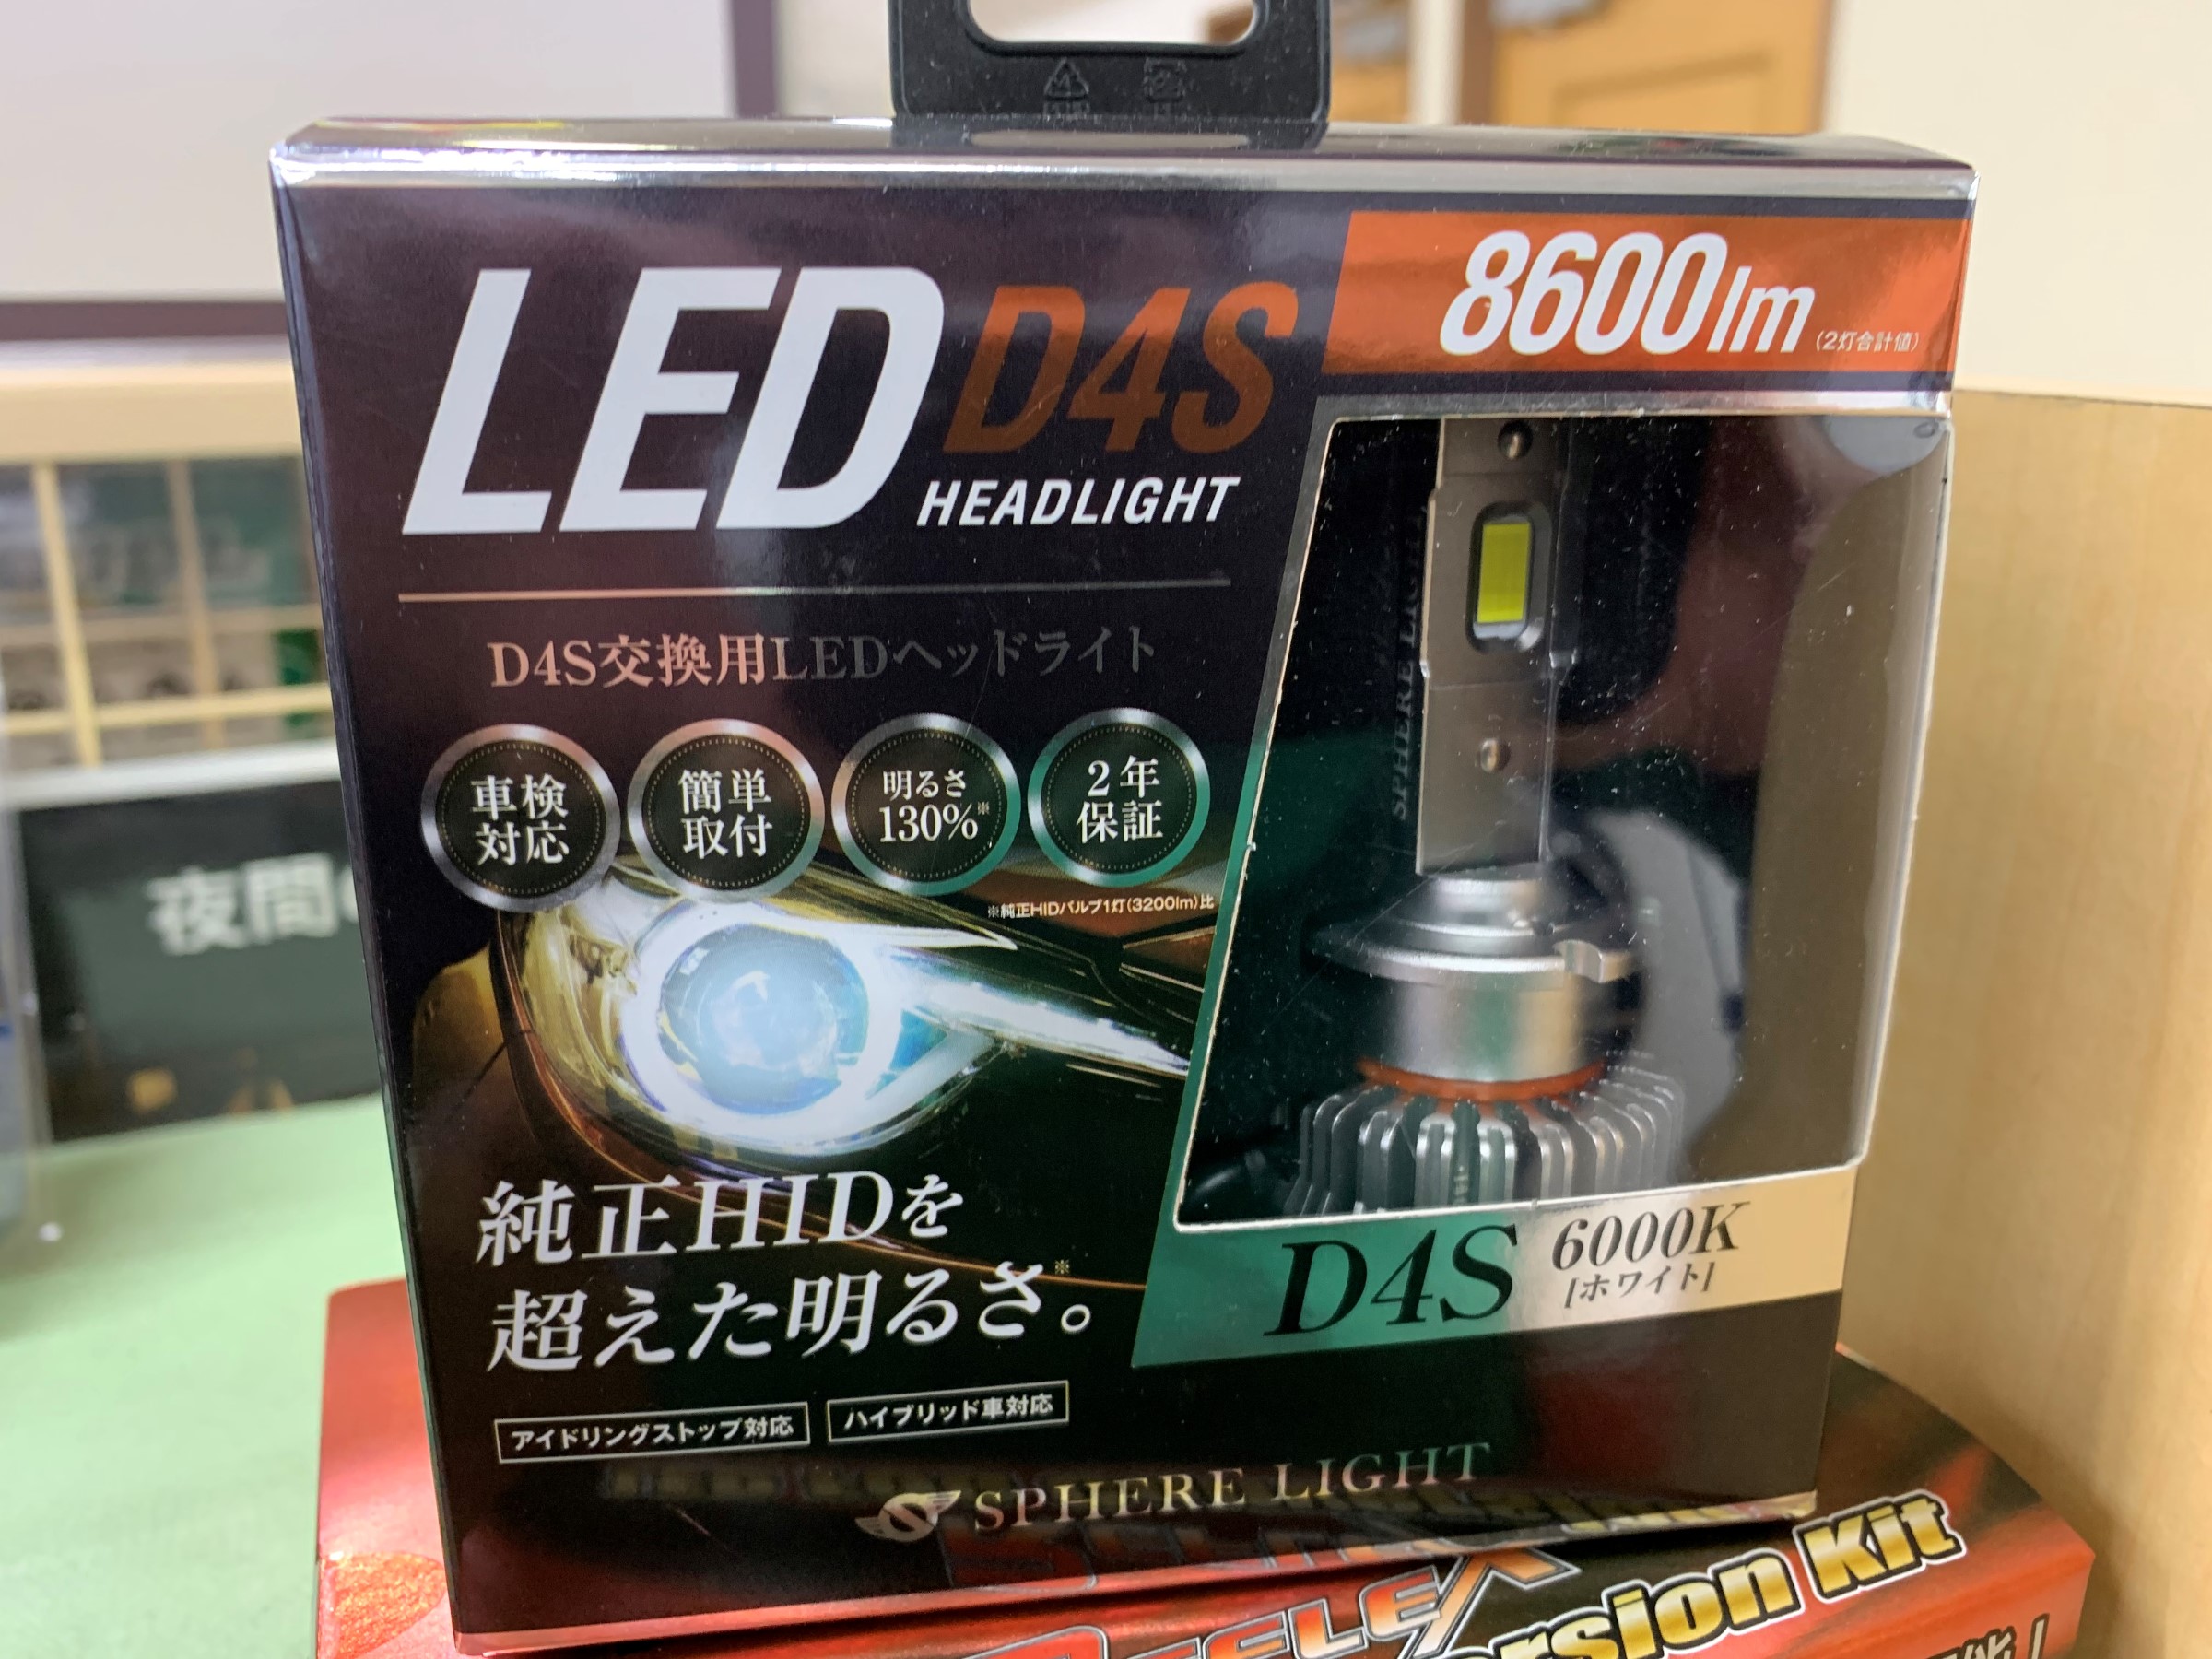 LED D4S
HEADLIGHT
8600lm
(2灯合計値)
D4S交換用LEDヘッドライト
車検
対応
簡単
取付
明るさ
130%※
2年
保証
※純正HIDバルブ1灯(3200lm)比
純正HIDを
超えた明るさ。※
アイドリングストップ対応
ハイブリッド車対応
SPHERE LIGHT
SPHERE LIGHT
D4S
6000K
[ホワイト]
夜間
rsion Kit